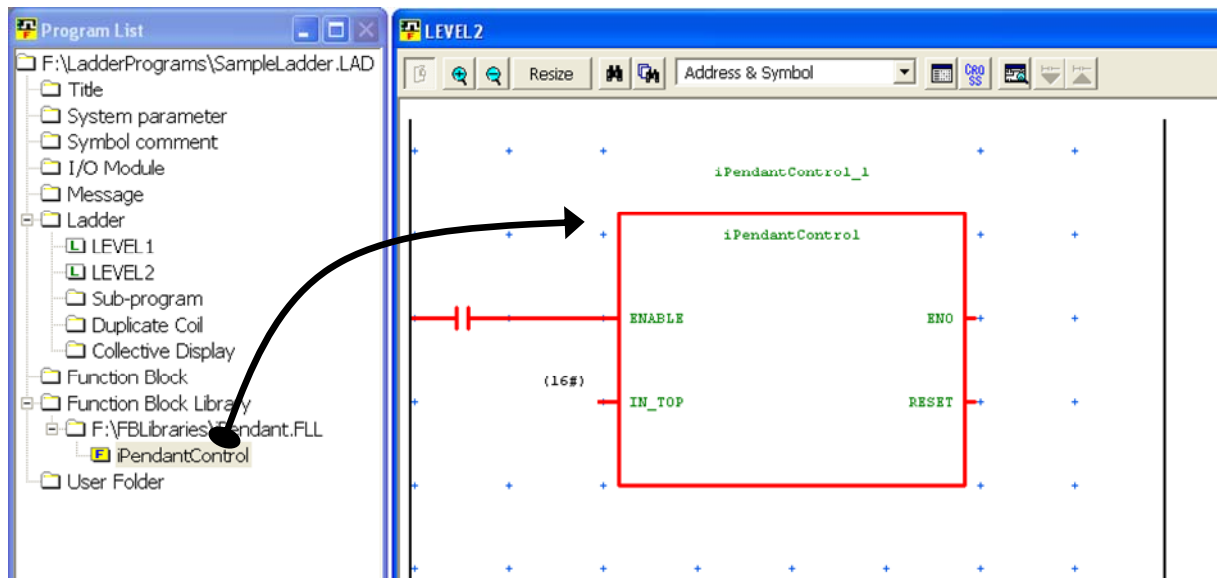 Program List
F:\LadderPrograms\SampleLadder.LAD
Title
System parameter
Symbol comment
I/O Module
Message
Ladder
L LEVEL1
L LEVEL2
Sub-program
Duplicate Coil
Collective Display
Function Block
Function Block Library
F:\FBLibraries\Pendant.FLL
F iPendantControl
User Folder
LEVEL2
Resize
Address & Symbol
CROSS
iPendantControl_1
iPendantControl
ENABLE ENO
(16#)
IN_TOP RESET